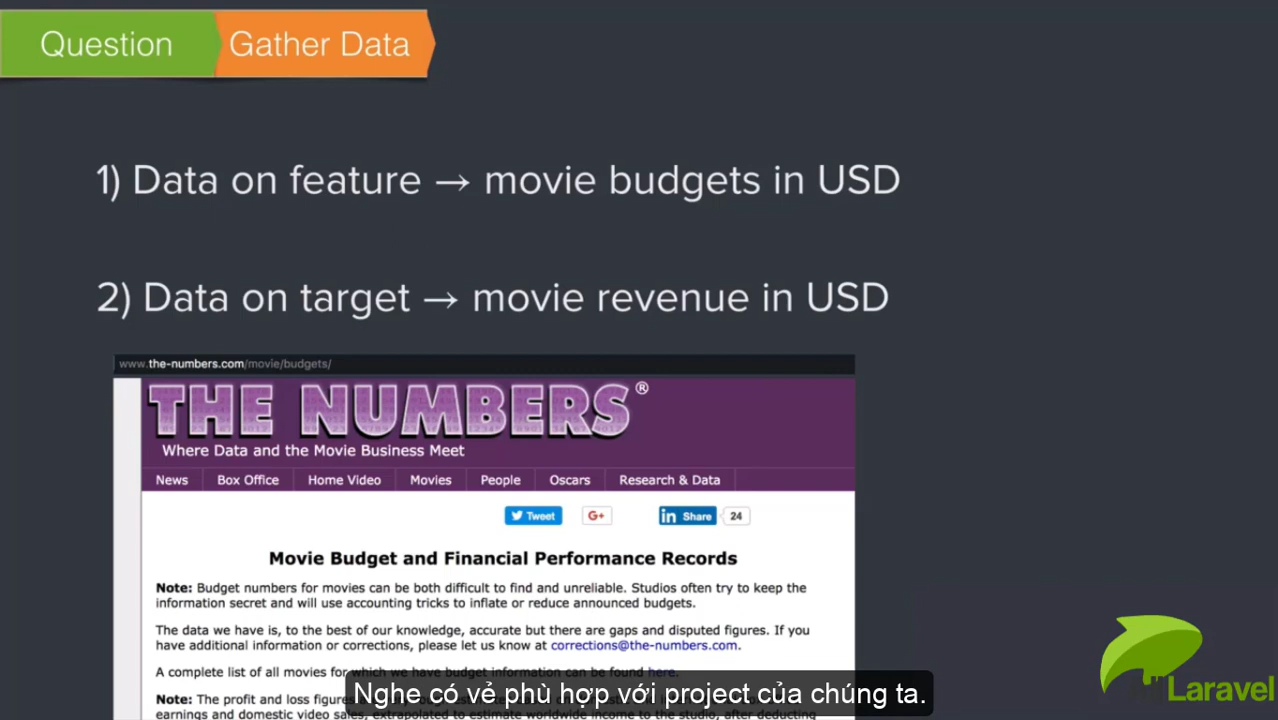 Question
Gather Data
1) Data on feature → movie budgets in USD
2) Data on target → movie revenue in USD
www.the-numbers.com/movie/budgets/
THE NUMBERS®
Where Data and the Movie Business Meet
News Box Office Home Video Movies People Oscars Research & Data
Tweet G+ in Share 24
Movie Budget and Financial Performance Records
Note: Budget numbers for movies can be both difficult to find and unreliable. Studios often try to keep the
information secret and will use accounting tricks to inflate or reduce announced budgets.
The data we have is, to the best of our knowledge, accurate but there are gaps and disputed figures. If you
have additional information or corrections, please let us know at corrections@the-numbers.com.
A complete list of all movies for which we have budget information can be found here.
Note: The profit and loss figures
earnings and domestic video sales, extrapolated to estimate worldwide income to the studio, after deducting
Nghe có vẻ phù hợp với project của chúng ta.
Laravel